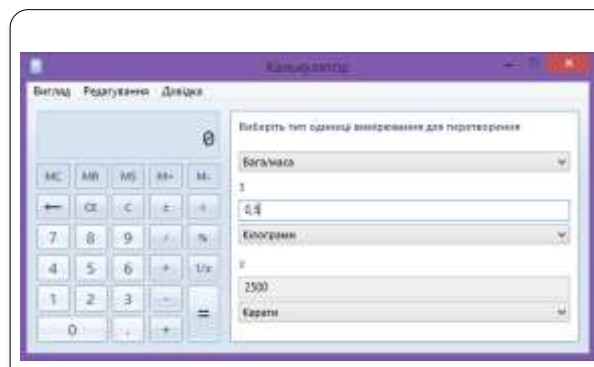 Калькулятор
Вигляд Редагування Довідка
0
Виберіть тип одиниці вимірювання для перетворення
Вага/маса
З
0,5
Кілограми
У
2500
Карати
MC MR MS M+ M-
← CE C ±
7 8 9 / %
4 5 6 * 1/x
1 2 3 - =
0 , +